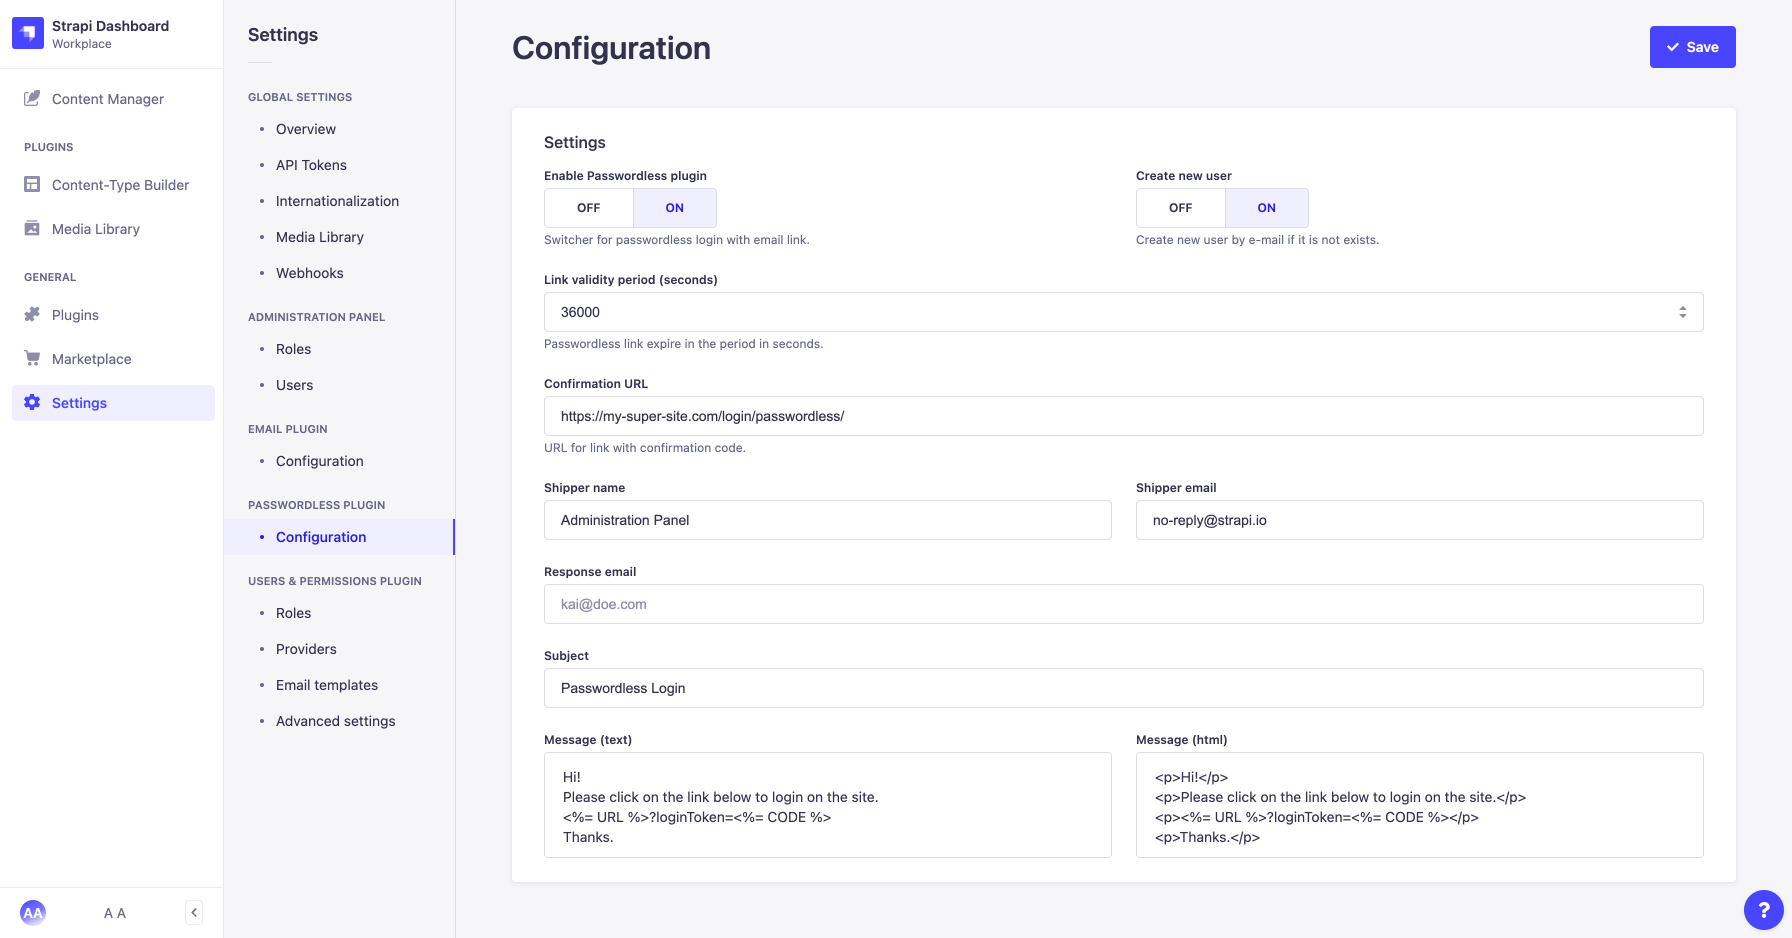 Strapi Dashboard
Workplace
Content Manager
PLUGINS
Content-Type Builder
Media Library
GENERAL
Plugins
Marketplace
Settings
AA
A A
Settings
GLOBAL SETTINGS
Overview
API Tokens
Internationalization
Media Library
Webhooks
ADMINISTRATION PANEL
Roles
Users
EMAIL PLUGIN
Configuration
PASSWORDLESS PLUGIN
Configuration
USERS & PERMISSIONS PLUGIN
Roles
Providers
Email templates
Advanced settings
Configuration
Save
Settings
Enable Passwordless plugin
OFF ON
Switcher for passwordless login with email link.
Create new user
OFF ON
Create new user by e-mail if it is not exists.
Link validity period (seconds)
36000
Passwordless link expire in the period in seconds.
Confirmation URL
https://my-super-site.com/login/passwordless/
URL for link with confirmation code.
Shipper name
Administration Panel
Shipper email
no-reply@strapi.io
Response email
kai@doe.com
Subject
Passwordless Login
Message (text)
Hi!
Please click on the link below to login on the site.
<%= URL %>?loginToken=<%= CODE %>
Thanks.
Message (html)
<p>Hi!</p>
<p>Please click on the link below to login on the site.</p>
<p><%= URL %>?loginToken=<%= CODE %></p>
<p>Thanks.</p>
?